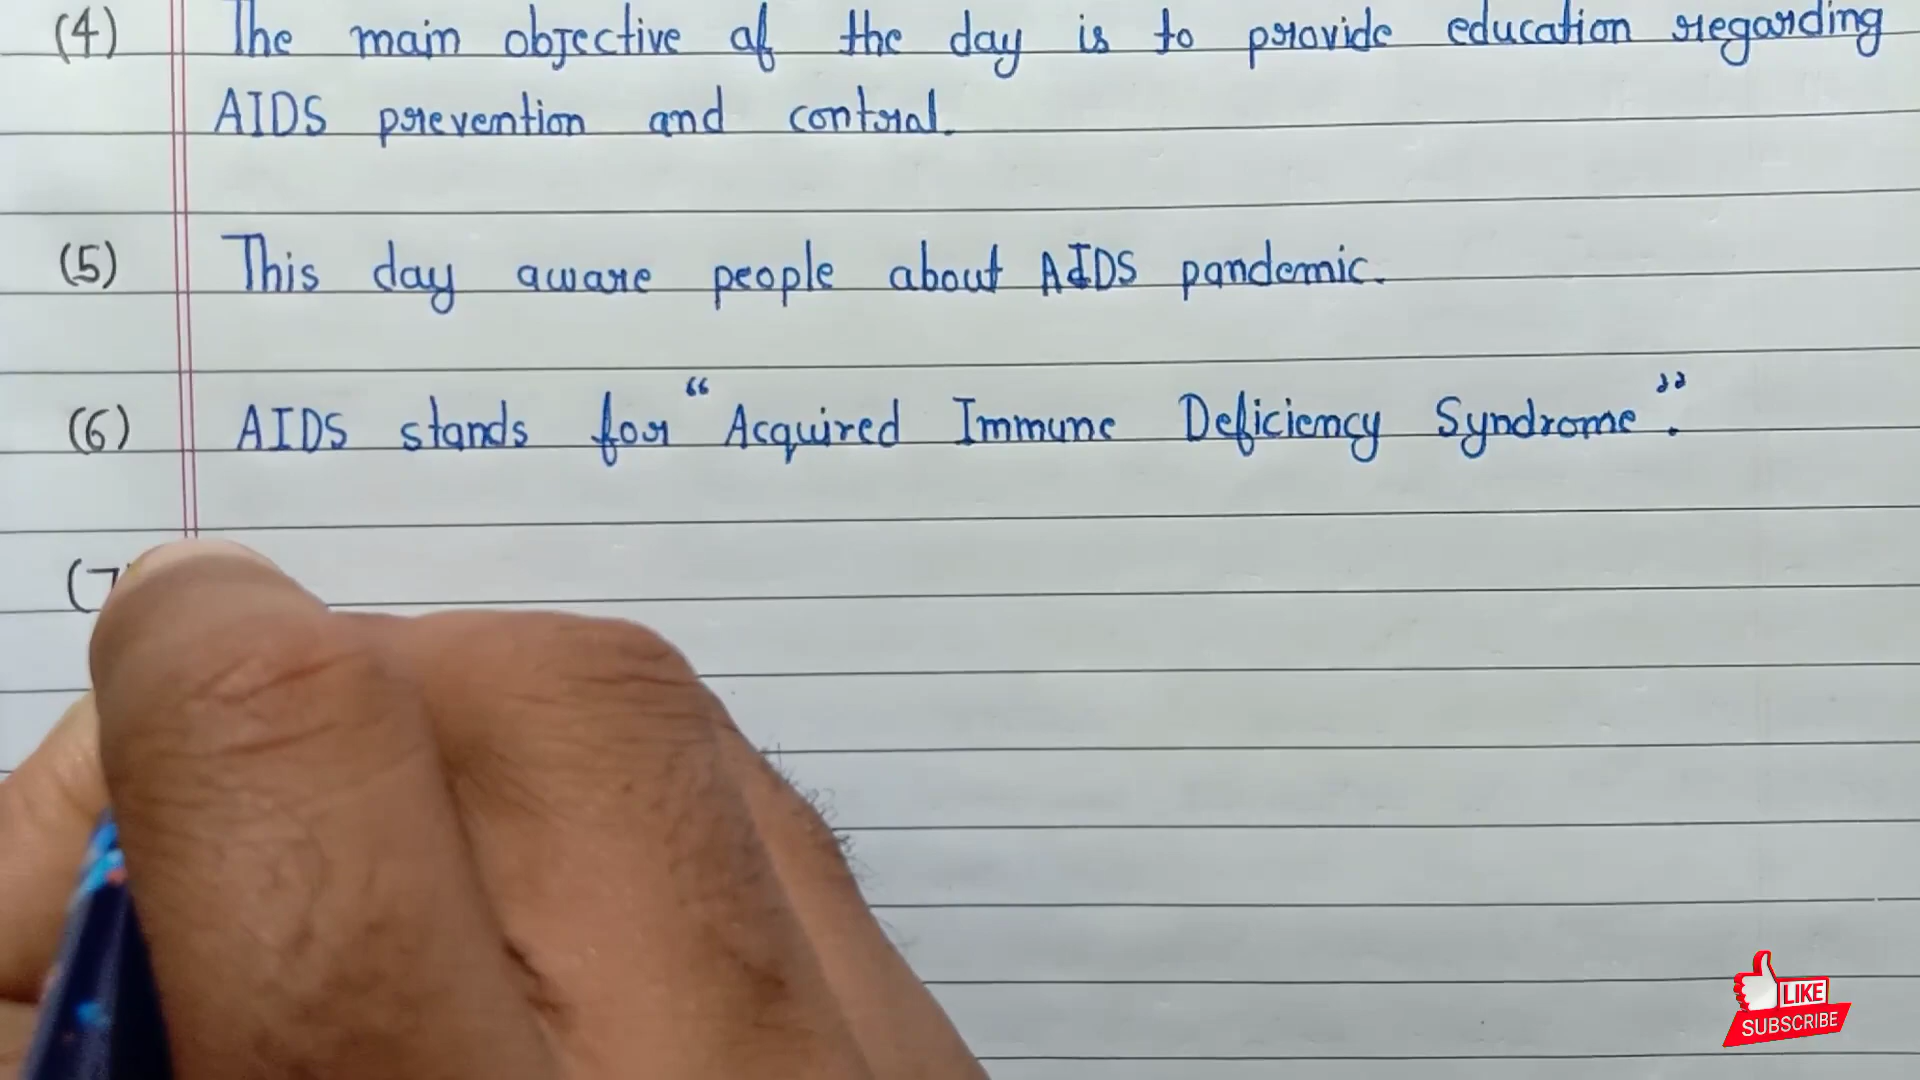 (4) The main objective of the day is to provide education regarding
AIDS prevention and control.
(5) This day aware people about AIDS pandemic.
(6) AIDS stands for “Acquired Immune Deficiency Syndrome”.
(7
LIKE
SUBSCRIBE